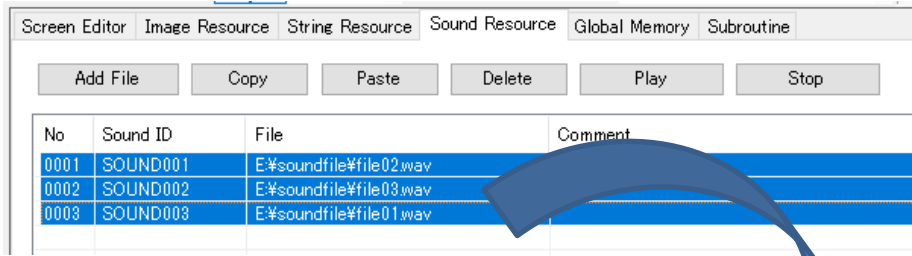 Screen Editor Image Resource String Resource Sound Resource Global Memory Subroutine
Add File Copy Paste Delete Play Stop
No Sound ID File Comment
0001 SOUND001 E:¥soundfile¥file02.wav
0002 SOUND002 E:¥soundfile¥file03.wav
0003 SOUND003 E:¥soundfile¥file01.wav